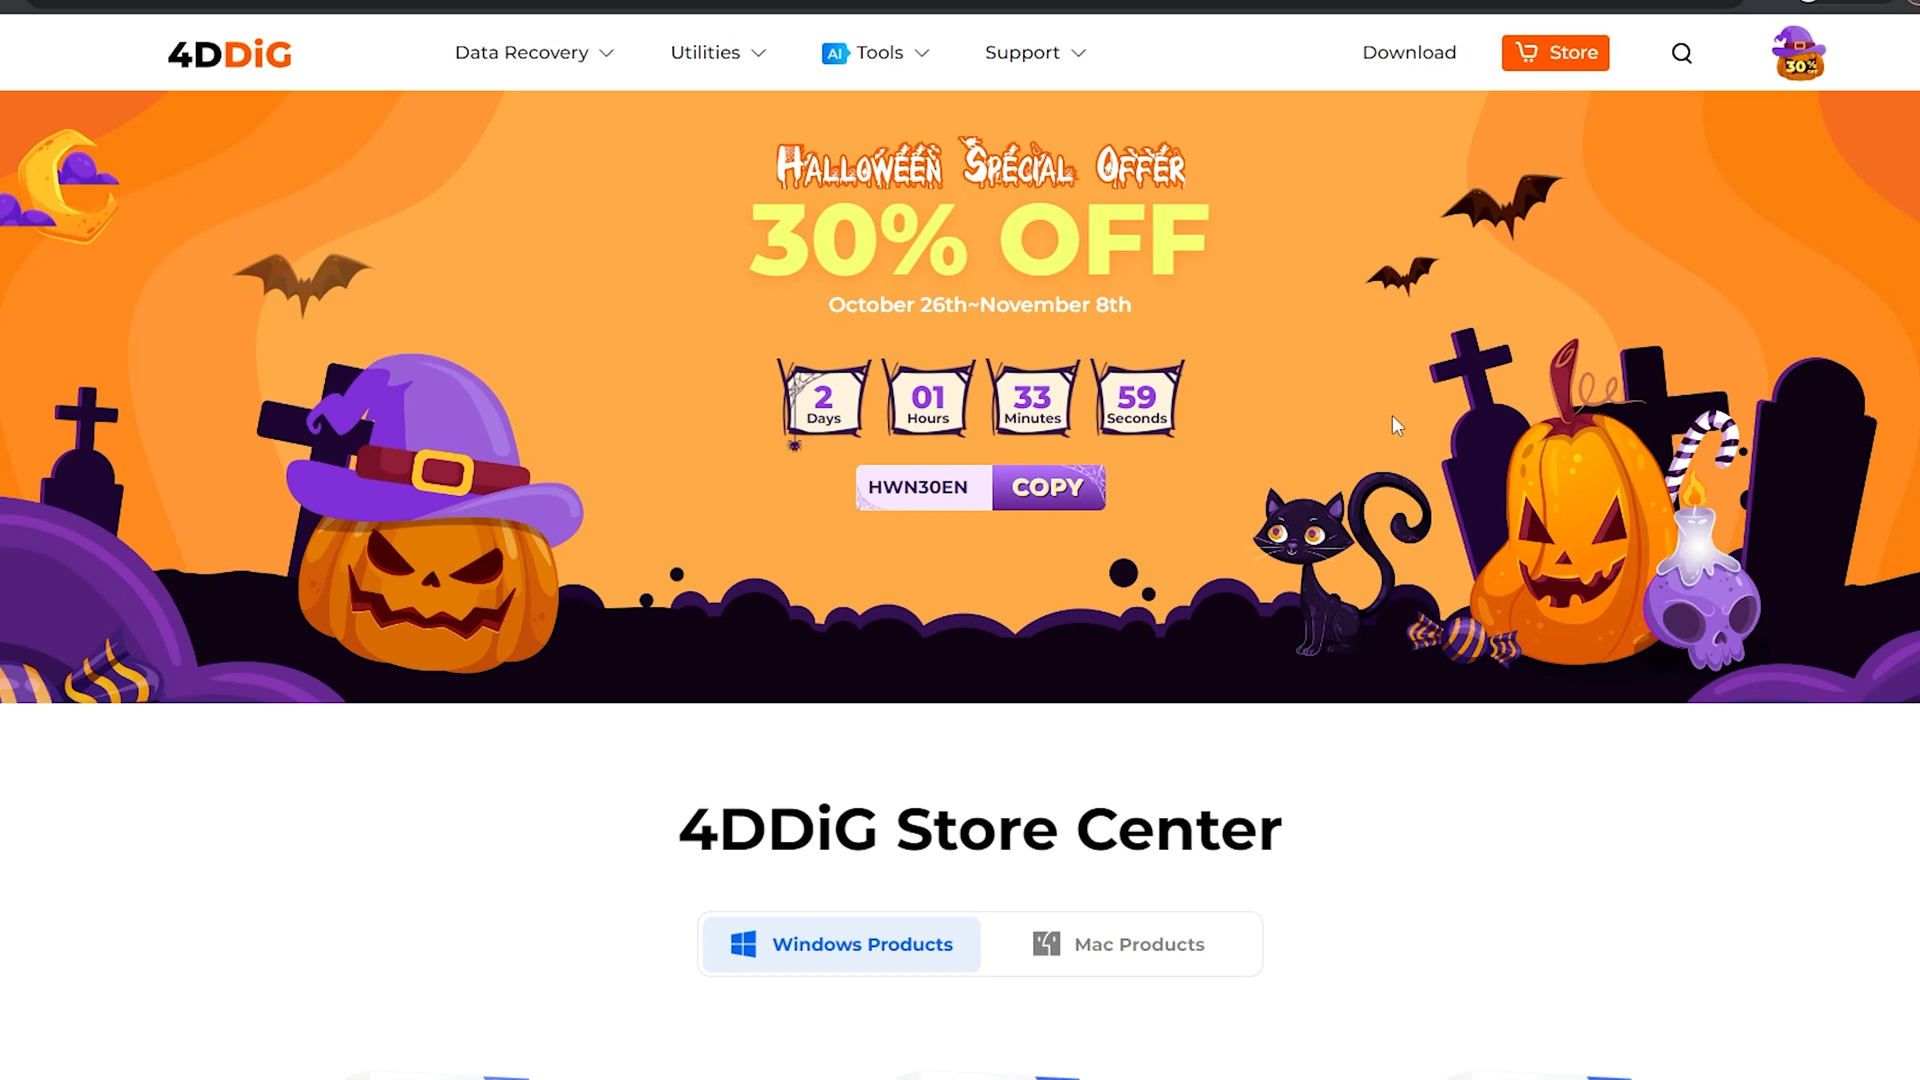 4DDiG
Data Recovery
Utilities
AI Tools
Support
Download
Store
30% OFF
Halloween Special Offer
30% OFF
October 26th~November 8th
2 01 33 59
Days Hours Minutes Seconds
HWN30EN COPY
4DDiG Store Center
Windows Products
Mac Products